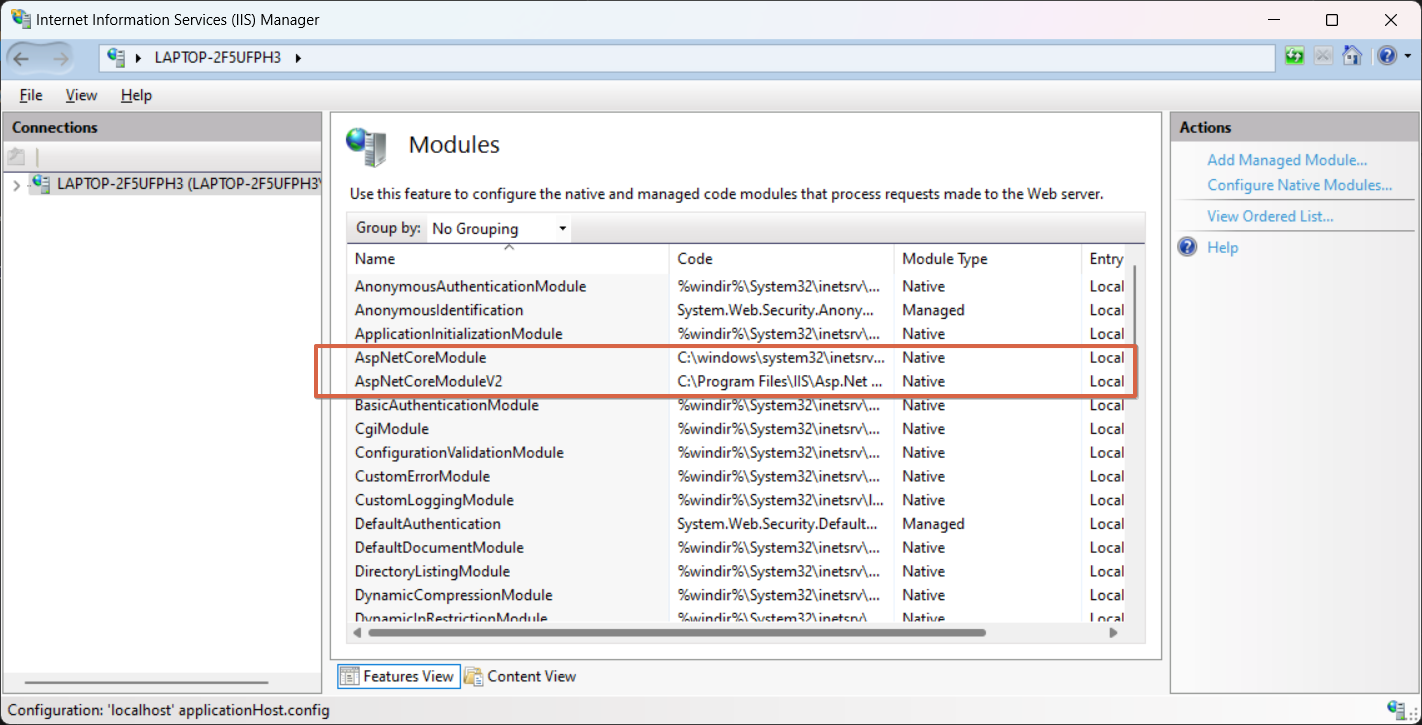 Internet Information Services (IIS) Manager
LAPTOP-2F5UFPH3
File View Help
Connections
LAPTOP-2F5UFPH3 (LAPTOP-2F5UFPH3\
Modules
Use this feature to configure the native and managed code modules that process requests made to the Web server.
Group by: No Grouping
Name Code Module Type Entry
AnonymousAuthenticationModule %windir%\System32\inetsrv\... Native Local
AnonymousIdentification System.Web.Security.Anony... Managed Local
ApplicationInitializationModule %windir%\System32\inetsrv\... Native Local
AspNetCoreModule C:\windows\system32\inetsrv... Native Local
AspNetCoreModuleV2 C:\Program Files\IIS\Asp.Net ... Native Local
BasicAuthenticationModule %windir%\System32\inetsrv\... Native Local
CgiModule %windir%\System32\inetsrv\... Native Local
ConfigurationValidationModule %windir%\System32\inetsrv\... Native Local
CustomErrorModule %windir%\System32\inetsrv\... Native Local
CustomLoggingModule %windir%\System32\inetsrv\l... Native Local
DefaultAuthentication System.Web.Security.Default... Managed Local
DefaultDocumentModule %windir%\System32\inetsrv\... Native Local
DirectoryListingModule %windir%\System32\inetsrv\... Native Local
DynamicCompressionModule %windir%\System32\inetsrv\... Native Local
DynamicIpRestrictionModule %windir%\System32\inetsrv\... Native Local
Features View Content View
Actions
Add Managed Module...
Configure Native Modules...
View Ordered List...
Help
Configuration: 'localhost' applicationHost.config